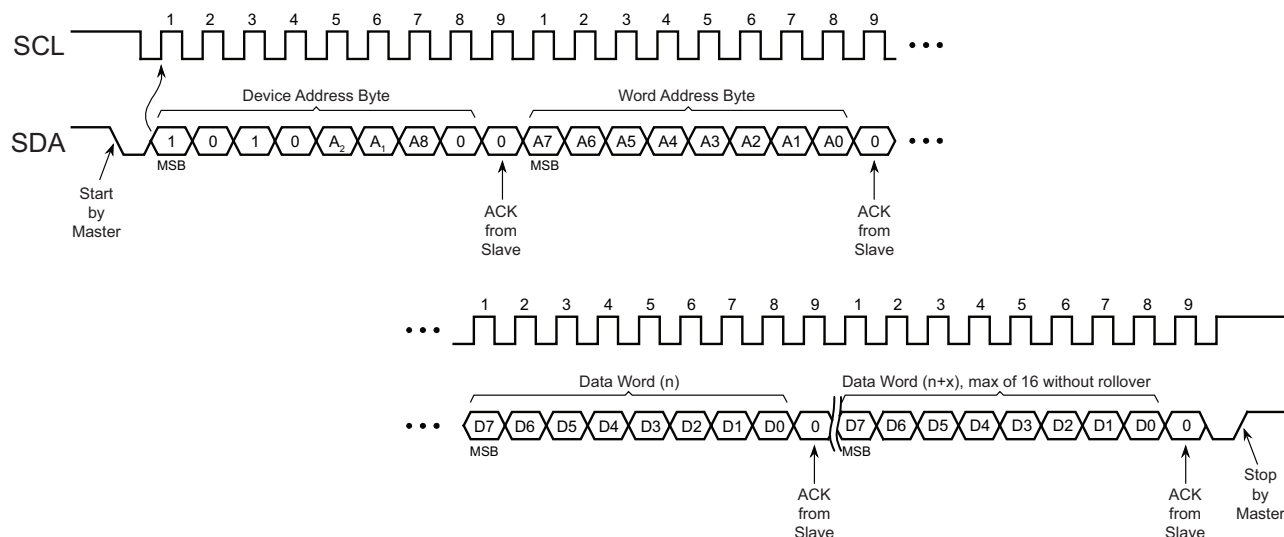 1 2 3 4 5 6 7 8 9 1 2 3 4 5 6 7 8 9
SCL
Device Address Byte Word Address Byte
SDA 1 0 1 0 A2 A1 A8 0 0 A7 A6 A5 A4 A3 A2 A1 A0 0
MSB MSB
Start
by
Master
ACK
from
Slave
ACK
from
Slave
1 2 3 4 5 6 7 8 9 1 2 3 4 5 6 7 8 9
Data Word (n) Data Word (n+x), max of 16 without rollover
D7 D6 D5 D4 D3 D2 D1 D0 0 D7 D6 D5 D4 D3 D2 D1 D0 0
MSB MSB
ACK
from
Slave
ACK
from
Slave
Stop
by
Master